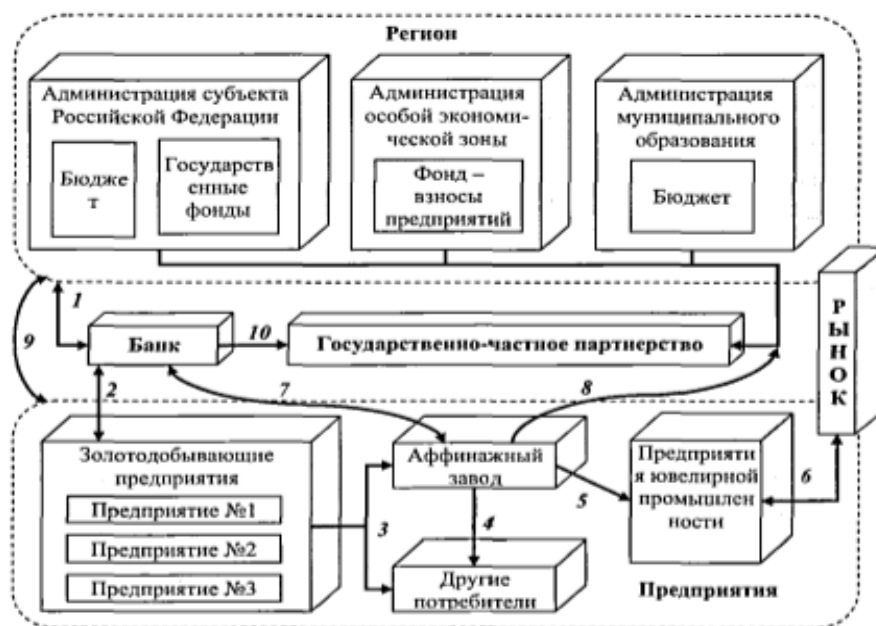 Регион
Администрация субъекта
Российской Федерации
Бюдже
т
Государств
енные
фонды
Администрация
особой экономи-
ческой зоны
Фонд –
взносы
предприятий
Администрация
муниципального
образования
Бюджет
РЫНОК
1
9
Банк
10
Государственно-частное партнерство
2
7
8
Золотодобывающие
предприятия
Предприятие №1
Предприятие №2
Предприятие №3
3
Аффинажный
завод
4
5
Другие
потребители
Предприяти
я ювелирной
промышлен
ности
6
Предприятия